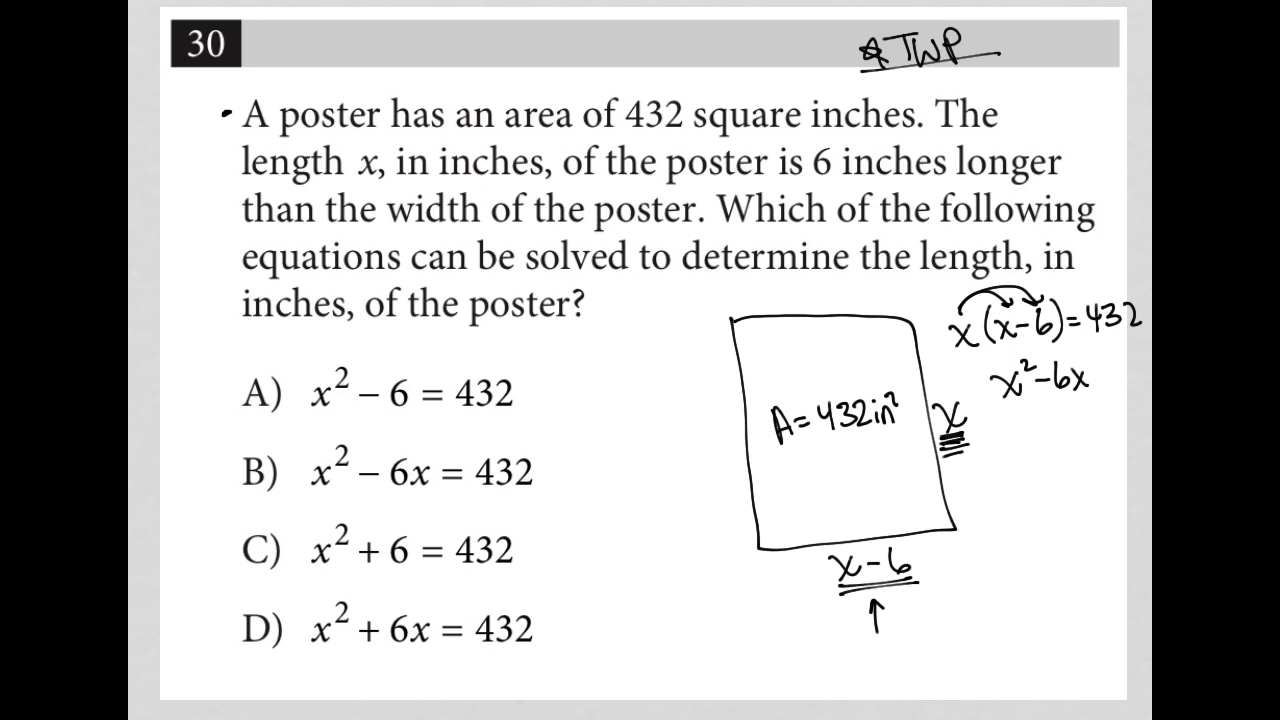 30
TWP
A poster has an area of 432 square inches. The
length x, in inches, of the poster is 6 inches longer
than the width of the poster. Which of the following
equations can be solved to determine the length, in
inches, of the poster?
A) x² − 6 = 432
B) x² − 6x = 432
C) x² + 6 = 432
D) x² + 6x = 432
x(x−6)=432
x²−6x
A=432in²
x
x−6